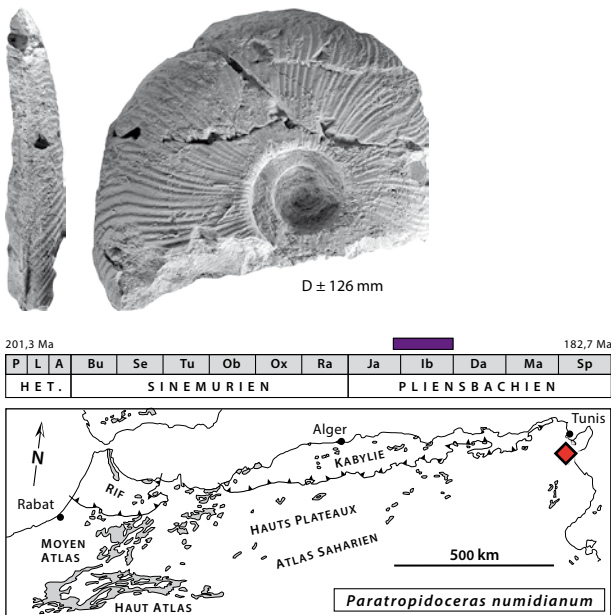 D ± 126 mm
201,3 Ma
182,7 Ma
P L A Bu Se Tu Ob Ox Ra Ja Ib Da Ma Sp
HET. SINEMURIEN PLIENSBACHIEN
N
Rabat
RIF
Alger
KABYLIE
Tunis
MOYEN
ATLAS
HAUTS PLATEAUX
ATLAS SAHARIEN
500 km
HAUT ATLAS
Paratropidoceras numidianum